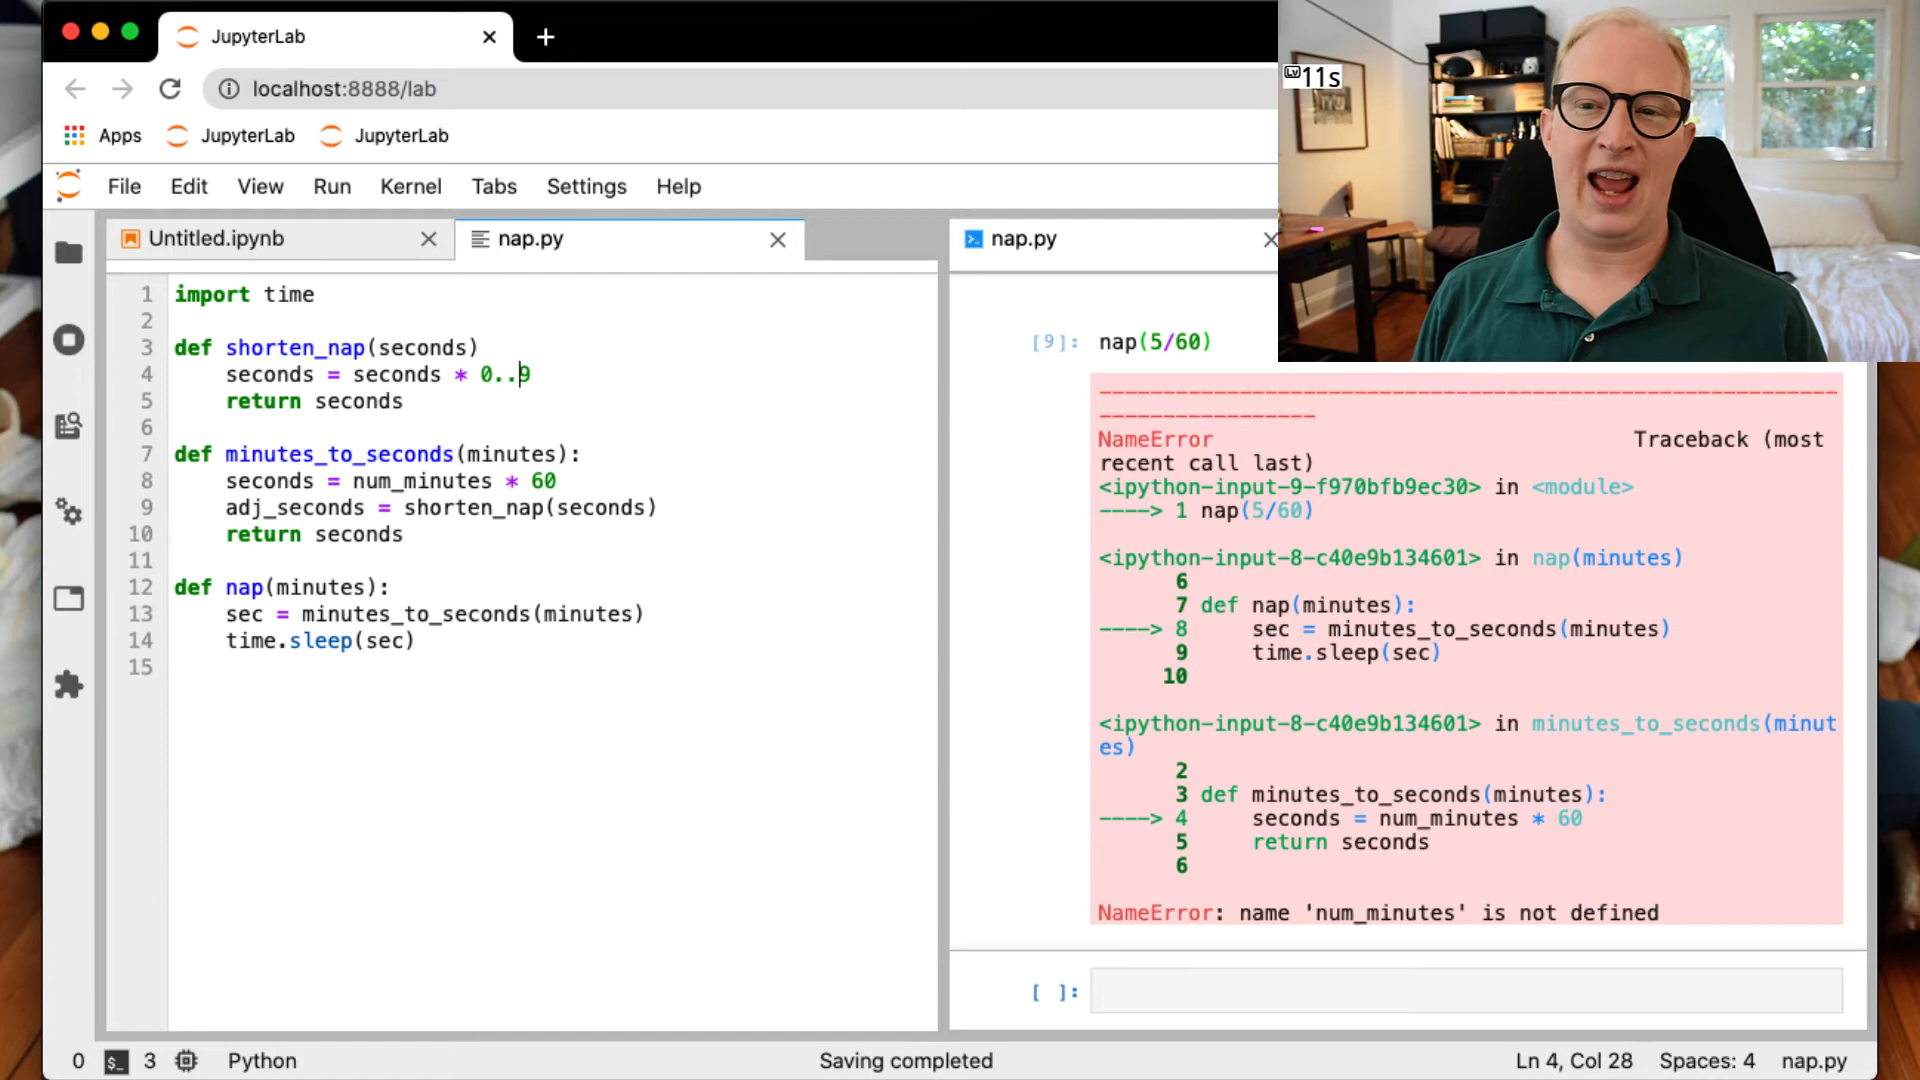 JupyterLab
localhost:8888/lab
Apps JupyterLab JupyterLab
File Edit View Run Kernel Tabs Settings Help
Untitled.ipynb nap.py
1 import time
2
3 def shorten_nap(seconds)
4 seconds = seconds * 0..9
5 return seconds
6
7 def minutes_to_seconds(minutes):
8 seconds = num_minutes * 60
9 adj_seconds = shorten_nap(seconds)
10 return seconds
11
12 def nap(minutes):
13 sec = minutes_to_seconds(minutes)
14 time.sleep(sec)
15
nap.py
[9]: nap(5/60)
---------------------------------------------------------------------------
NameError Traceback (most
recent call last)
<ipython-input-9-f970bfb9ec30> in <module>
----> 1 nap(5/60)
<ipython-input-8-c40e9b134601> in nap(minutes)
6
7 def nap(minutes):
----> 8 sec = minutes_to_seconds(minutes)
9 time.sleep(sec)
10
<ipython-input-8-c40e9b134601> in minutes_to_seconds(minut
es)
2
3 def minutes_to_seconds(minutes):
----> 4 seconds = num_minutes * 60
5 return seconds
6
NameError: name 'num_minutes' is not defined
[ ]:
Lv 11s
0 $_ 3 Python Saving completed Ln 4, Col 28 Spaces: 4 nap.py